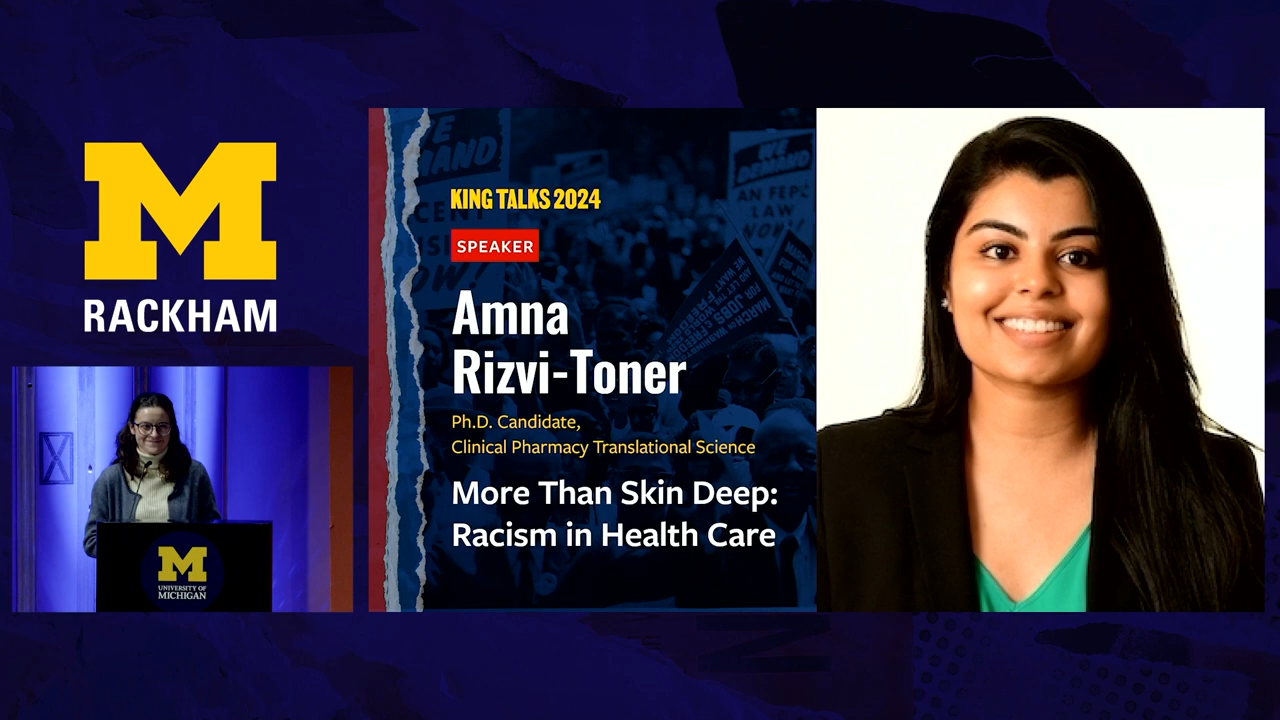 M
RACKHAM
KING TALKS 2024
SPEAKER
Amna
Rizvi-Toner
Ph.D. Candidate,
Clinical Pharmacy Translational Science
More Than Skin Deep:
Racism in Health Care
WE
DEMAND
AN FEPC
LAW
NOW!
M
UNIVERSITY OF
MICHIGAN